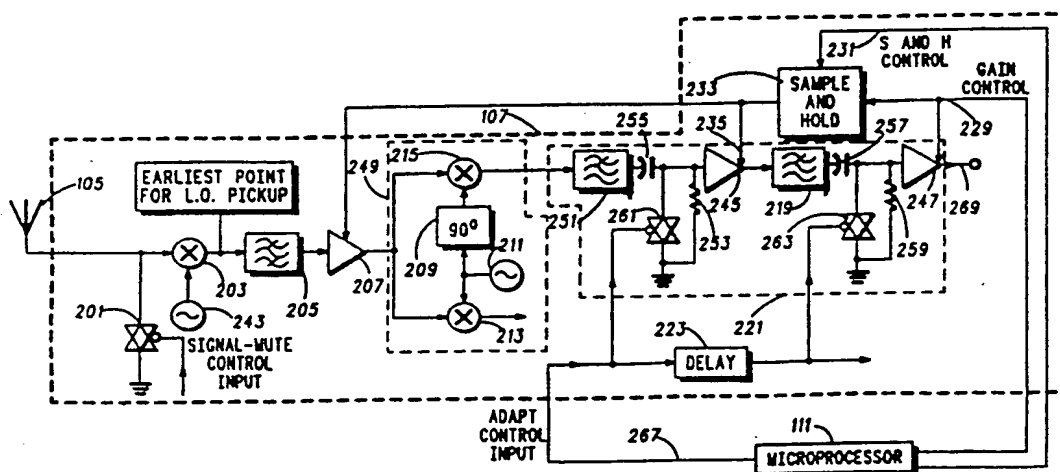 231
S AND H
CONTROL
GAIN
CONTROL
233
SAMPLE
AND
HOLD
229
107
255
235
257
105
EARLIEST POINT
FOR L.O. PICKUP
249
215
251
261
245
253
219
263
247
259
269
209
90°
211
203
205
207
213
201
243
SIGNAL-MUTE
CONTROL
INPUT
221
223
DELAY
ADAPT
CONTROL
INPUT
267
111
MICROPROCESSOR